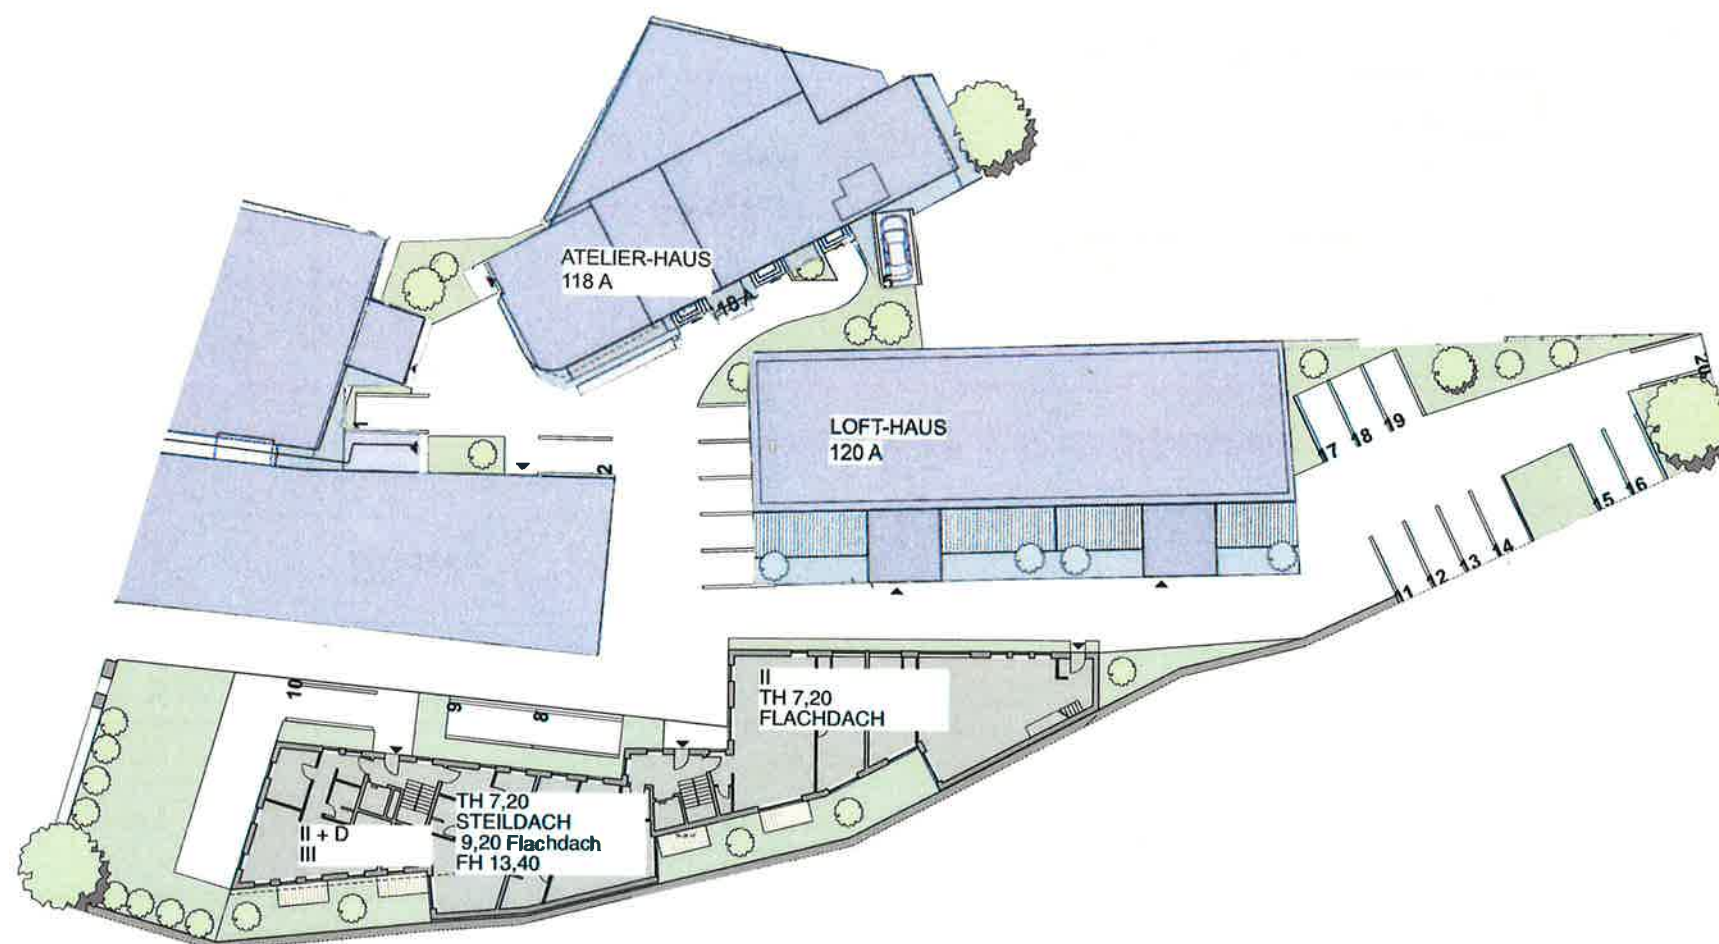 ATELIER-HAUS
118 A
18 A
5
1
2
LOFT-HAUS
120 A
17
18
19
20
15
16
11
12
13
14
10
9
8
II
TH 7,20
FLACHDACH
II + D
III
TH 7,20
STEILDACH
9,20 Flachdach
FH 13,40